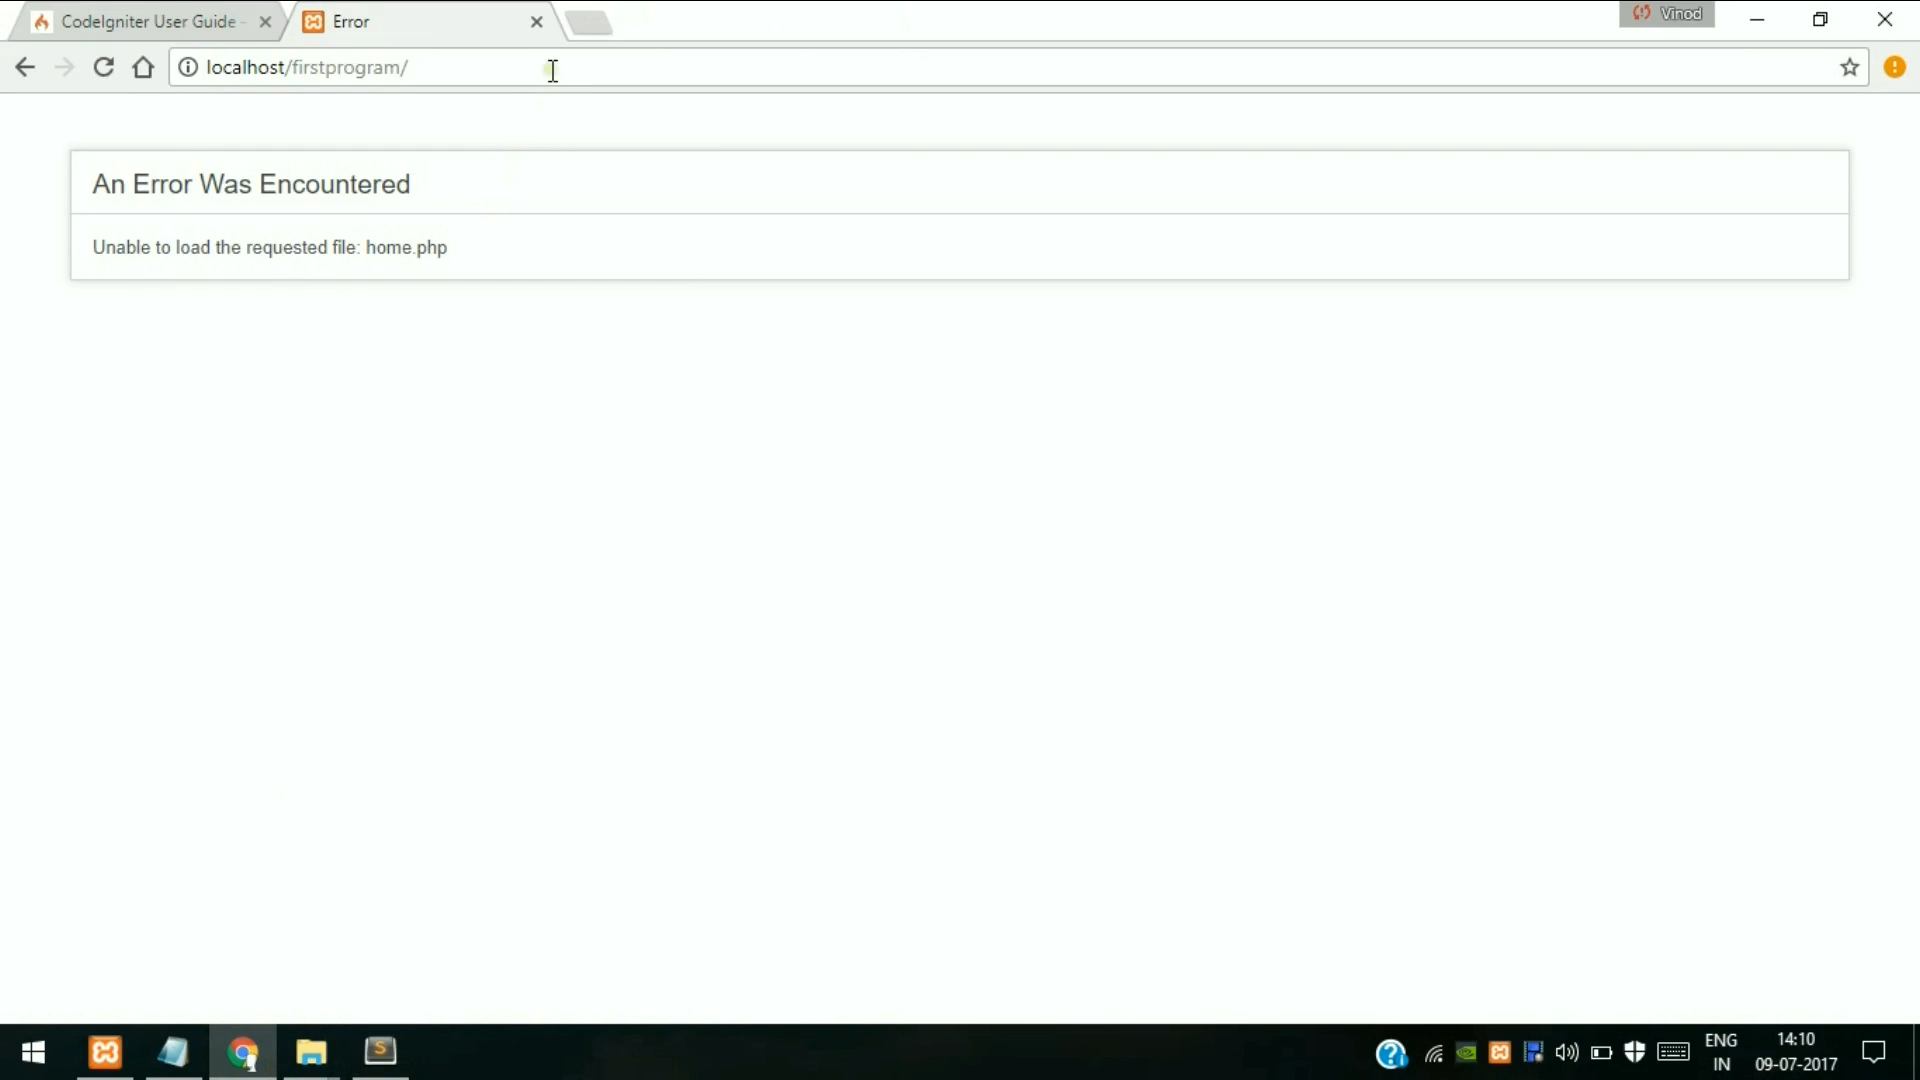 CodeIgniter User Guide -
Error
Vinod
localhost/firstprogram/
An Error Was Encountered
Unable to load the requested file: home.php
ENG
IN
14:10
09-07-2017